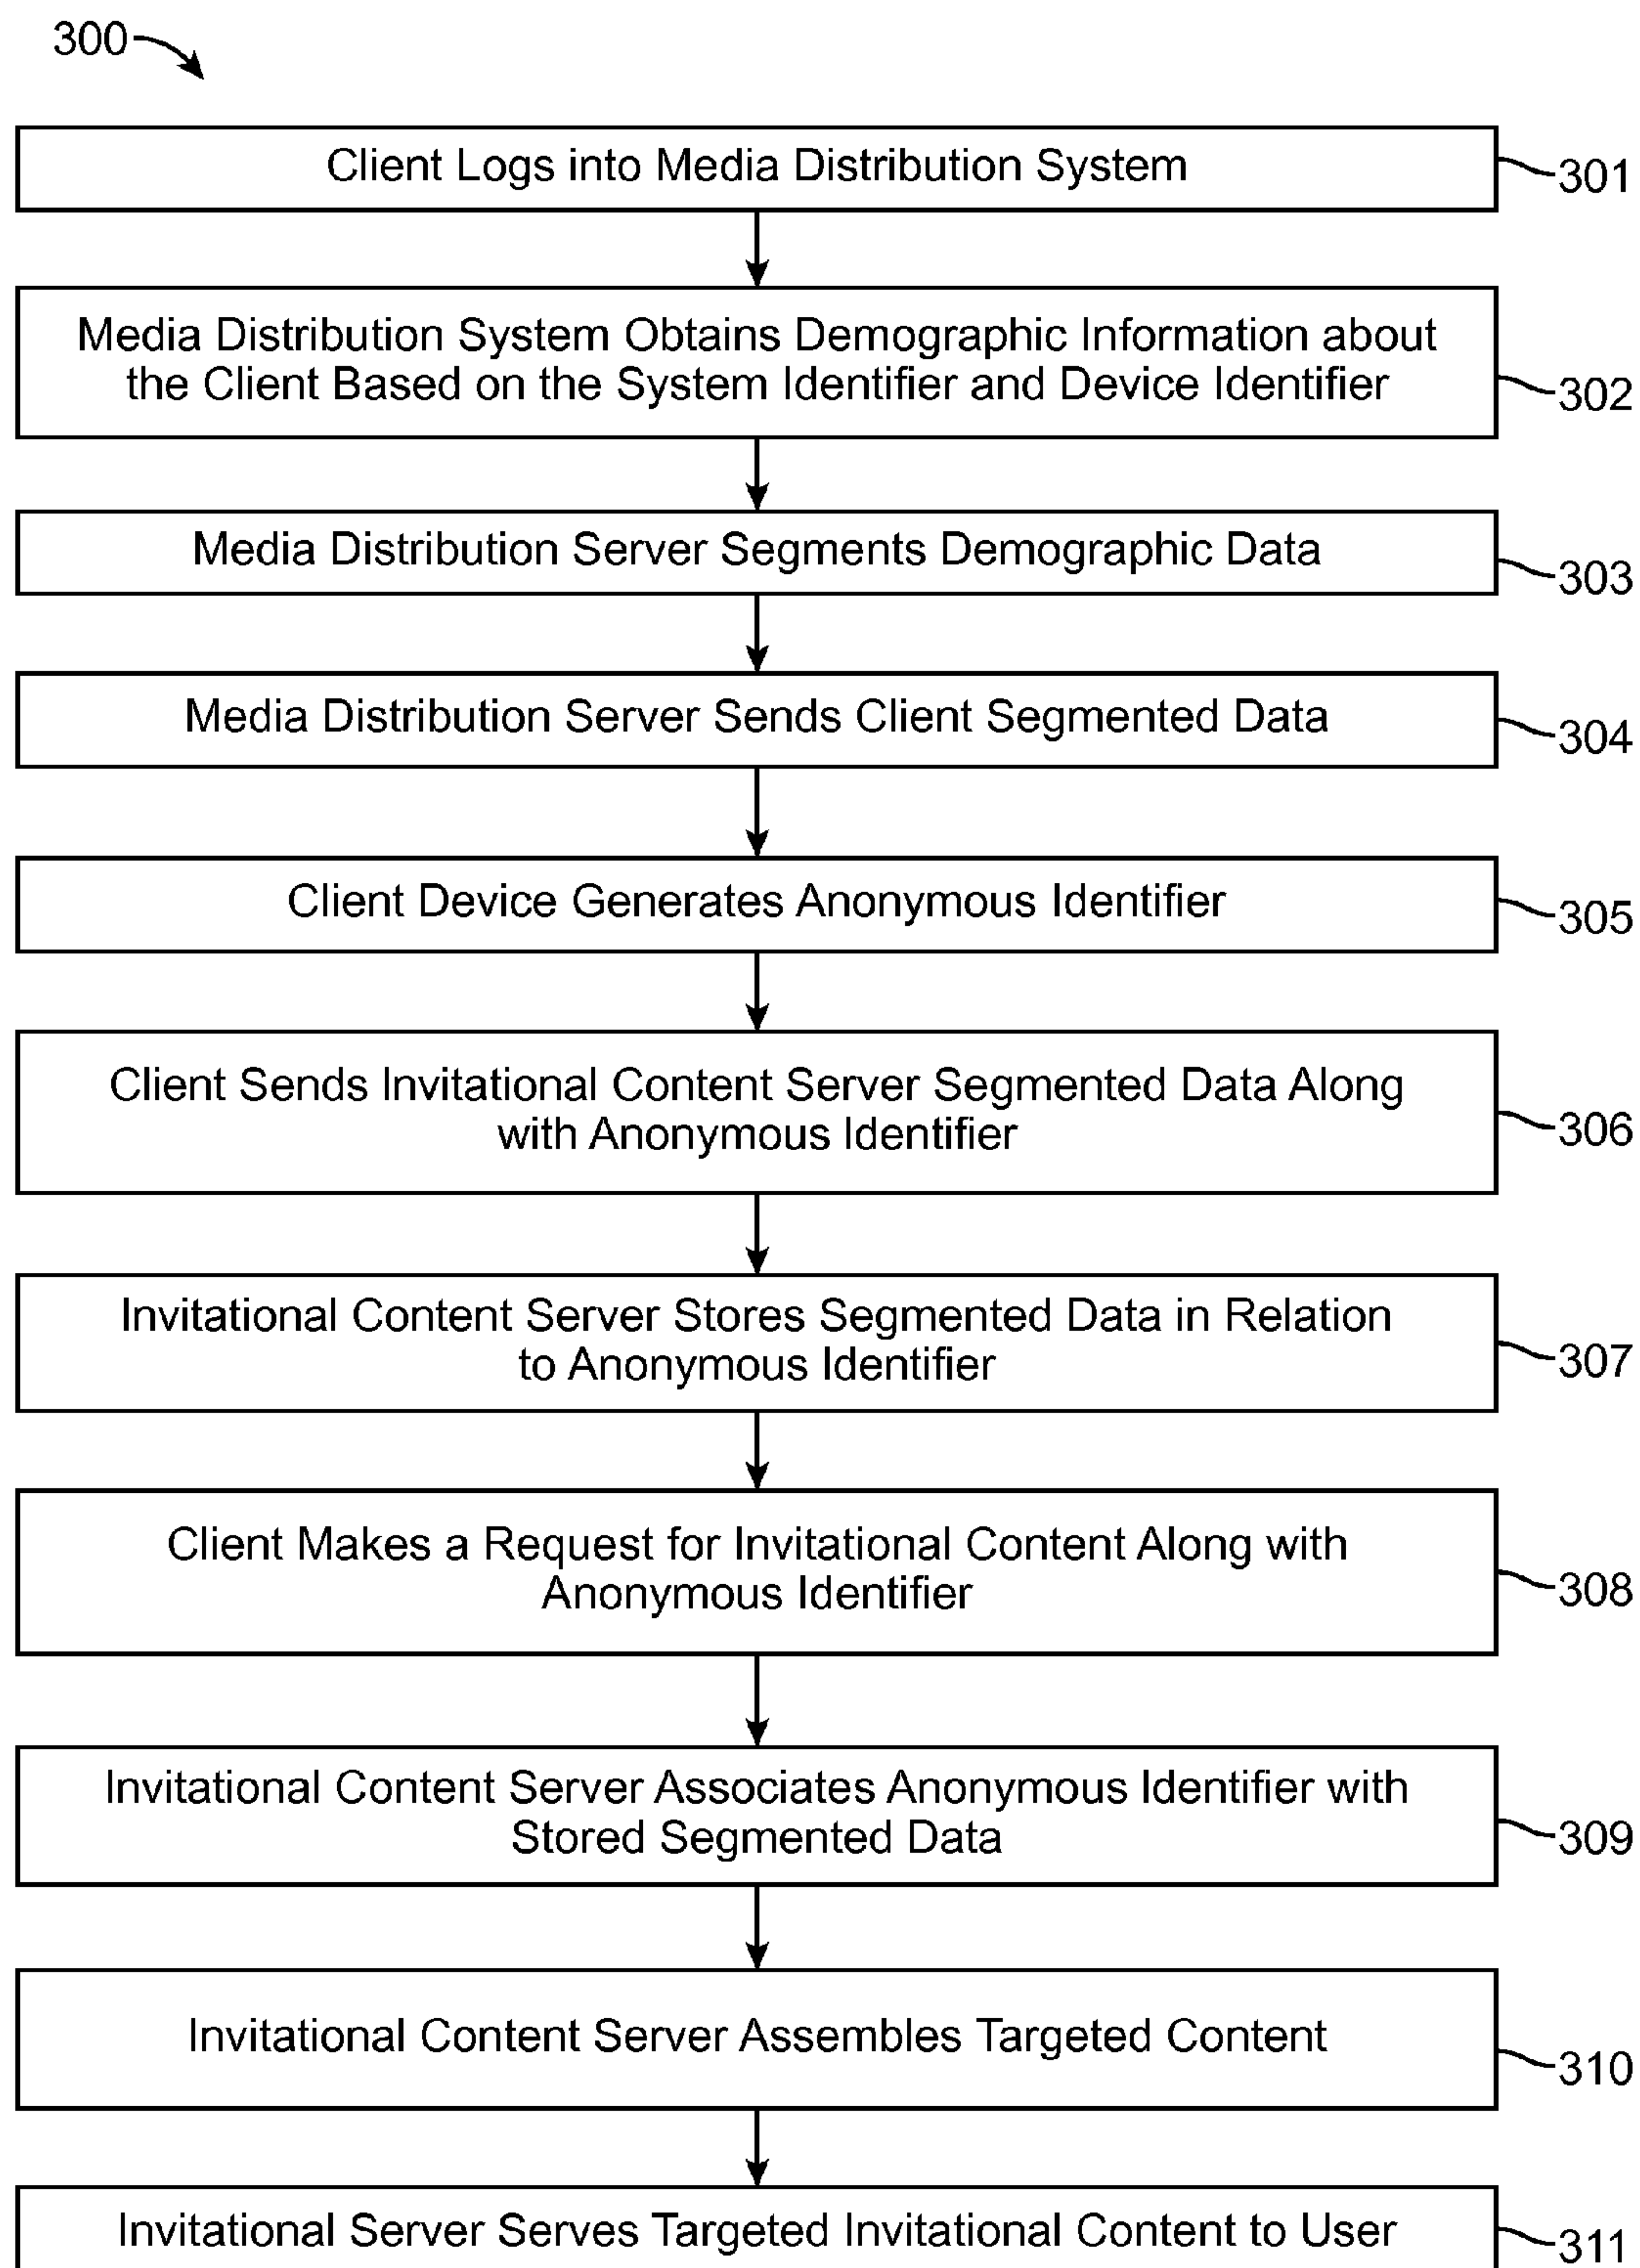 300
Client Logs into Media Distribution System
301
Media Distribution System Obtains Demographic Information about
the Client Based on the System Identifier and Device Identifier
302
Media Distribution Server Segments Demographic Data
303
Media Distribution Server Sends Client Segmented Data
304
Client Device Generates Anonymous Identifier
305
Client Sends Invitational Content Server Segmented Data Along
with Anonymous Identifier
306
Invitational Content Server Stores Segmented Data in Relation
to Anonymous Identifier
307
Client Makes a Request for Invitational Content Along with
Anonymous Identifier
308
Invitational Content Server Associates Anonymous Identifier with
Stored Segmented Data
309
Invitational Content Server Assembles Targeted Content
310
Invitational Server Serves Targeted Invitational Content to User
311